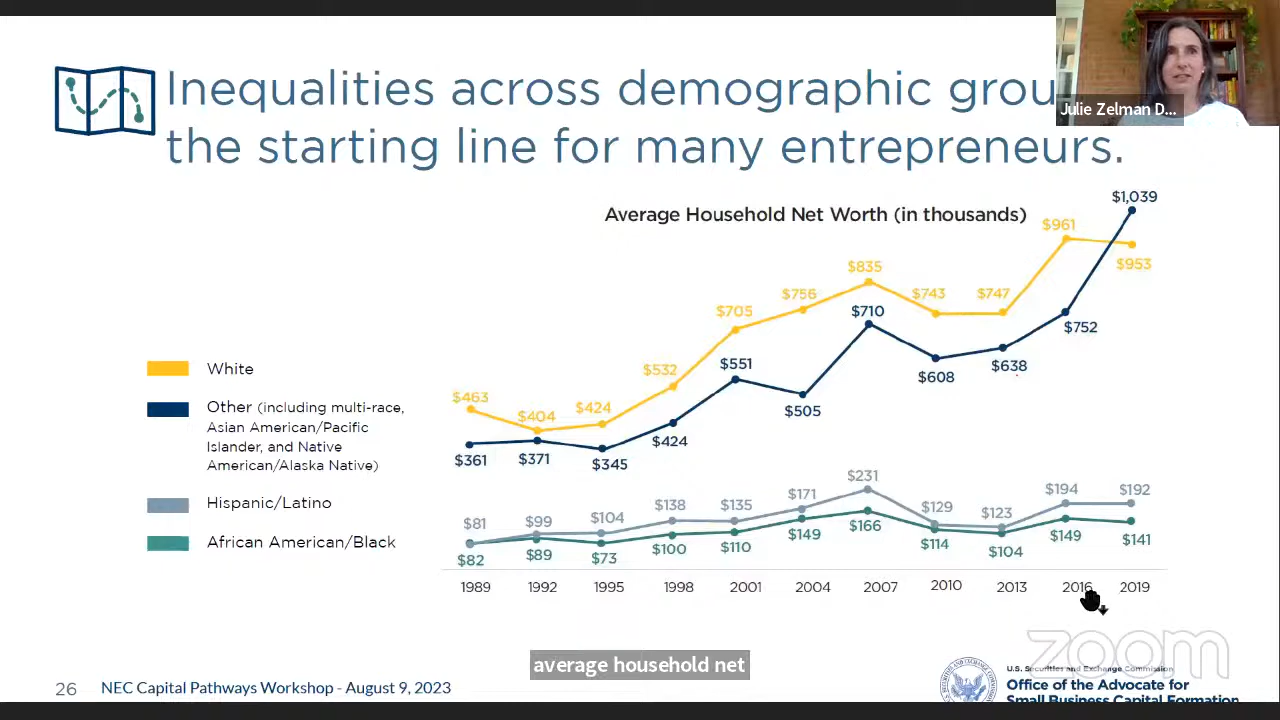 Inequalities across demographic grou
the starting line for many entrepreneurs.
Julie Zelman D...
Average Household Net Worth (in thousands)
$1,039
$961
$953
$835
$756
$743
$747
$705
$710
$752
$532
$551
$608
$638
$505
$463
$404
$424
$424
$361
$371
$345
White
Other (including multi-race,
Asian American/Pacific
Islander, and Native
American/Alaska Native)
Hispanic/Latino
African American/Black
$81
$99
$104
$138
$135
$171
$231
$129
$123
$194
$192
$82
$89
$73
$100
$110
$149
$166
$114
$104
$149
$141
1989 1992 1995 1998 2001 2004 2007 2010 2013 2016 2019
average household net
zoom
26 NEC Capital Pathways Workshop - August 9, 2023
U.S. Securities and Exchange Commission
Office of the Advocate for
Small Business Capital Formation